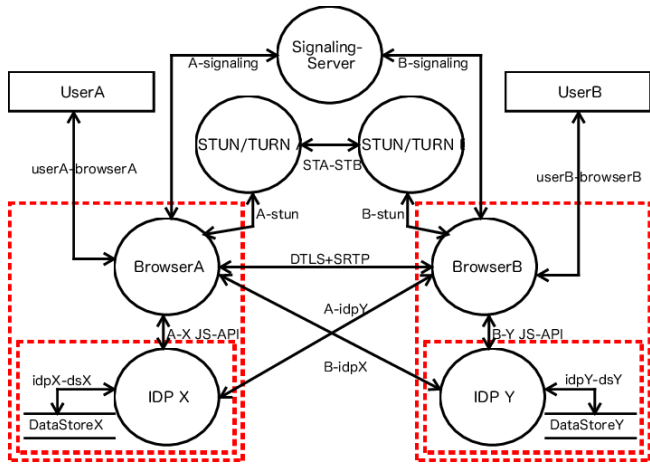 Signaling-
Server
A-signaling
B-signaling
UserA
UserB
STUN/TURN A
STUN/TURN
STA-STB
userA-browserA
userB-browserB
A-stun
B-stun
BrowserA
DTLS+SRTP
BrowserB
A-idpY
A-X JS-API
B-Y JS-API
B-idpX
idpX-dsX
IDP X
IDP Y
idpY-dsY
DataStoreX
DataStoreY